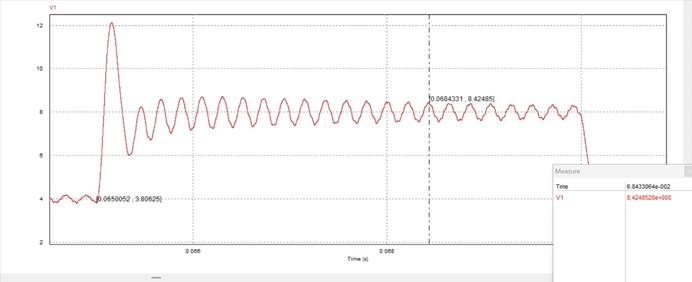 V1
12
10
8
6
4
2
[0.0650052 , 3.80625]
[0.0684331 , 8.42485]
0.066
0.068
Time (s)
Measure
Time 6.8433064e-002
V1 8.4248528e+000